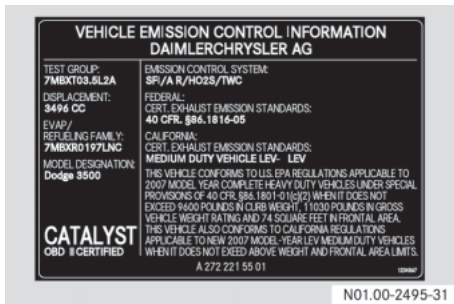 VEHICLE EMISSION CONTROL INFORMATION
DAIMLERCHRYSLER AG
TEST GROUP:
7MBXT03.5L2A
DISPLACEMENT:
3496 CC
EVAP/
REFUELING FAMILY:
7MBXR0197LNC
MODEL DESIGNATION:
Dodge 3500
CATALYST
OBD II CERTIFIED
EMISSION CONTROL SYSTEM:
SFI/A R/HO2S/TWC
FEDERAL:
CERT. EXHAUST EMISSION STANDARDS:
40 CFR. §86.1816-05
CALIFORNIA:
CERT. EXHAUST EMISSION STANDARDS:
MEDIUM DUTY VEHICLE LEV- LEV
THIS VEHICLE CONFORMS TO U.S. EPA REGULATIONS APPLICABLE TO
2007 MODEL YEAR COMPLETE HEAVY DUTY VEHICLES UNDER SPECIAL
PROVISIONS OF 40 CFR. §86.1801-01(c)(2) WHEN IT DOES NOT
EXCEED 9600 POUNDS IN CURB WEIGHT, 11030 POUNDS IN GROSS
VEHICLE WEIGHT RATING AND 74 SQUARE FEET IN FRONTAL AREA.
THIS VEHICLE ALSO CONFORMS TO CALIFORNIA REGULATIONS
APPLICABLE TO NEW 2007 MODEL-YEAR LEV MEDIUM DUTY VEHICLES
WHEN IT DOES NOT EXEED ABOVE WEIGHT AND FRONTAL AREA LIMITS.
A 272 221 55 01
N01.00-2495-31